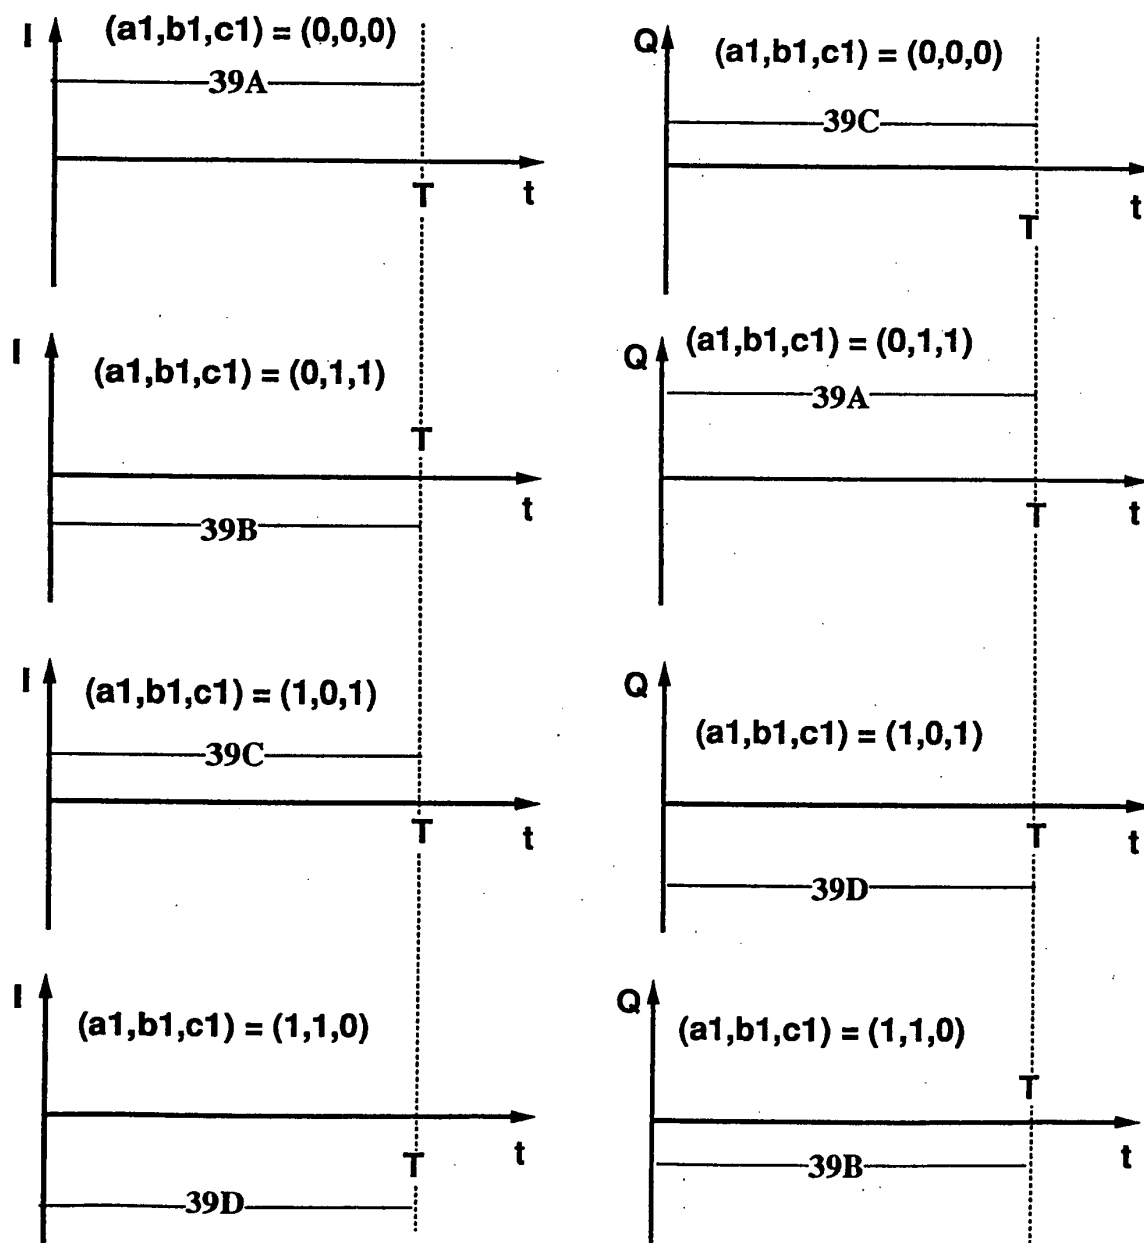 I
(a1,b1,c1) = (0,0,0)
39A
T
t
Q
(a1,b1,c1) = (0,0,0)
39C
T
t
I
(a1,b1,c1) = (0,1,1)
T
t
39B
Q
(a1,b1,c1) = (0,1,1)
39A
T
t
I
(a1,b1,c1) = (1,0,1)
39C
T
t
Q
(a1,b1,c1) = (1,0,1)
T
t
39D
I
(a1,b1,c1) = (1,1,0)
T
t
39D
Q
(a1,b1,c1) = (1,1,0)
T
t
39B